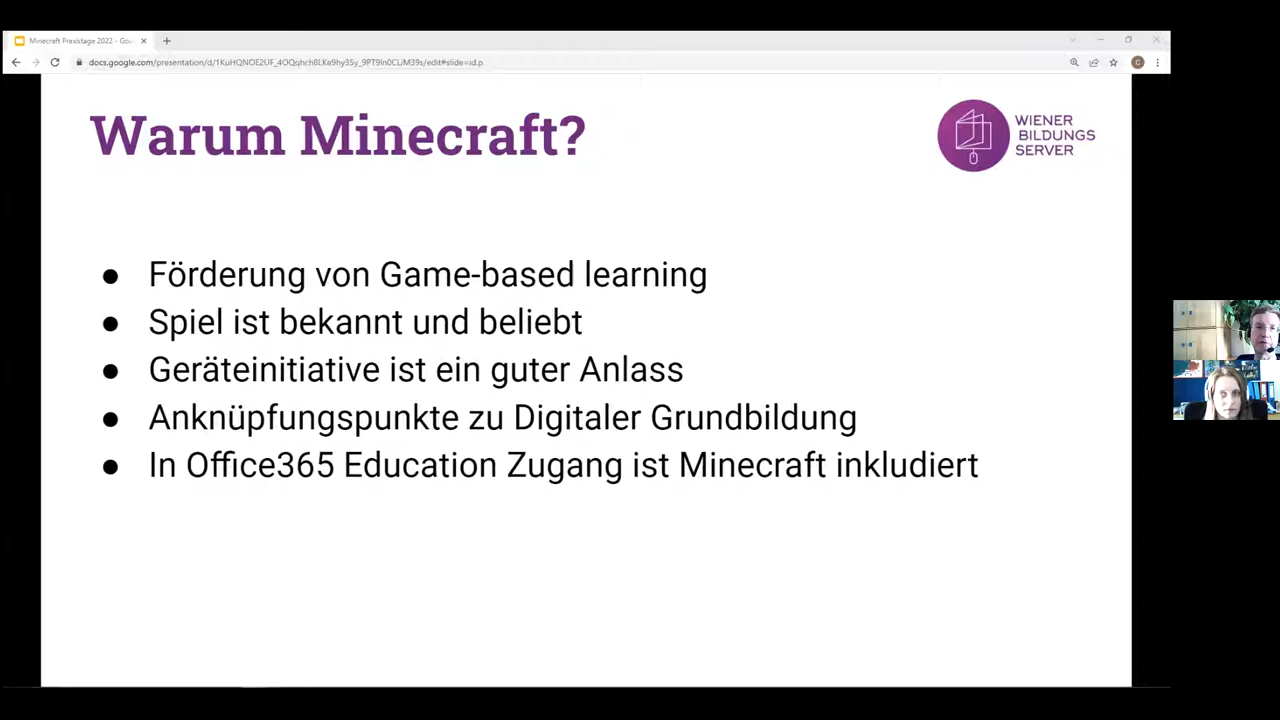 Minecraft Praxistage 2022 - Goo
docs.google.com/presentation/d/1KuHQNOE2UF_4OQqhch8LKe9hy35y_9PT9In0CLiM39s/edit#slide=id.p
Warum Minecraft?
WIENER
BILDUNGS
SERVER
● Förderung von Game-based learning
● Spiel ist bekannt und beliebt
● Geräteinitiative ist ein guter Anlass
● Anknüpfungspunkte zu Digitaler Grundbildung
● In Office365 Education Zugang ist Minecraft inkludiert